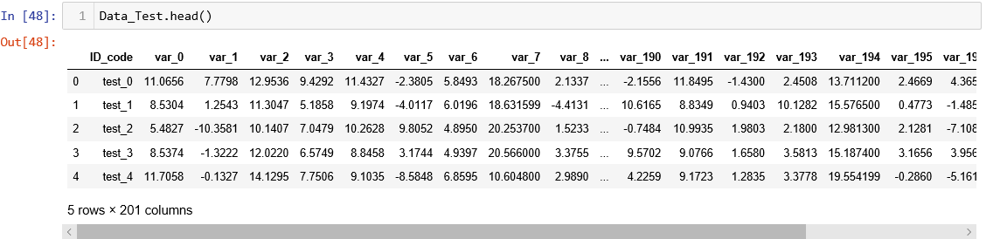 In [48]: 1 Data_Test.head()
Out[48]:
ID_code var_0 var_1 var_2 var_3 var_4 var_5 var_6 var_7 var_8 ... var_190 var_191 var_192 var_193 var_194 var_195 var_19
0 test_0 11.0656 7.7798 12.9536 9.4292 11.4327 -2.3805 5.8493 18.267500 2.1337 ... -2.1556 11.8495 -1.4300 2.4508 13.711200 2.4669 4.365
1 test_1 8.5304 1.2543 11.3047 5.1858 9.1974 -4.0117 6.0196 18.631599 -4.4131 ... 10.6165 8.8349 0.9403 10.1282 15.576500 0.4773 -1.485
2 test_2 5.4827 -10.3581 10.1407 7.0479 10.2628 9.8052 4.8950 20.253700 1.5233 ... -0.7484 10.9935 1.9803 2.1800 12.981300 2.1281 -7.108
3 test_3 8.5374 -1.3222 12.0220 6.5749 8.8458 3.1744 4.9397 20.566000 3.3755 ... 9.5702 9.0766 1.6580 3.5813 15.187400 3.1656 3.956
4 test_4 11.7058 -0.1327 14.1295 7.7506 9.1035 -8.5848 6.8595 10.604800 2.9890 ... 4.2259 9.1723 1.2835 3.3778 19.554199 -0.2860 -5.161
5 rows × 201 columns